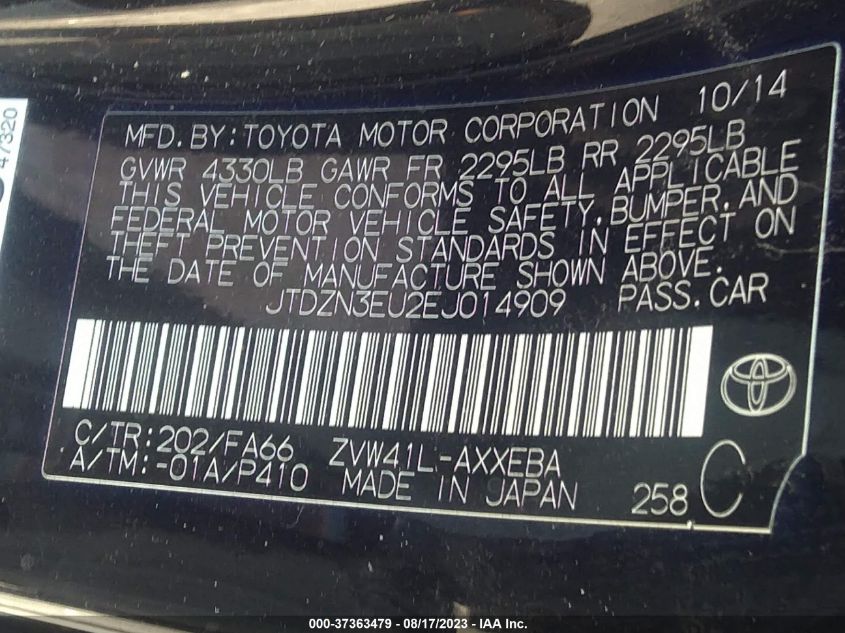 47320
10/14
MFD.BY:TOYOTA MOTOR CORPORATION
GVWR 4330LB GAWR FR 2295LB RR 2295LB
THIS VEHICLE CONFORMS TO ALL APPLICABLE
FEDERAL MOTOR VEHICLE SAFETY,BUMPER,AND
THEFT PREVENTION STANDARDS IN EFFECT ON
THE DATE OF MANUFACTURE SHOWN ABOVE.
JTDZN3EU2EJ014909 PASS.CAR
C/TR:202/FA66 ZVW41L-AXXEBA
A/TM:-01A/P410 MADE IN JAPAN 258 C
000-37363479 - 08/17/2023 - IAA Inc.